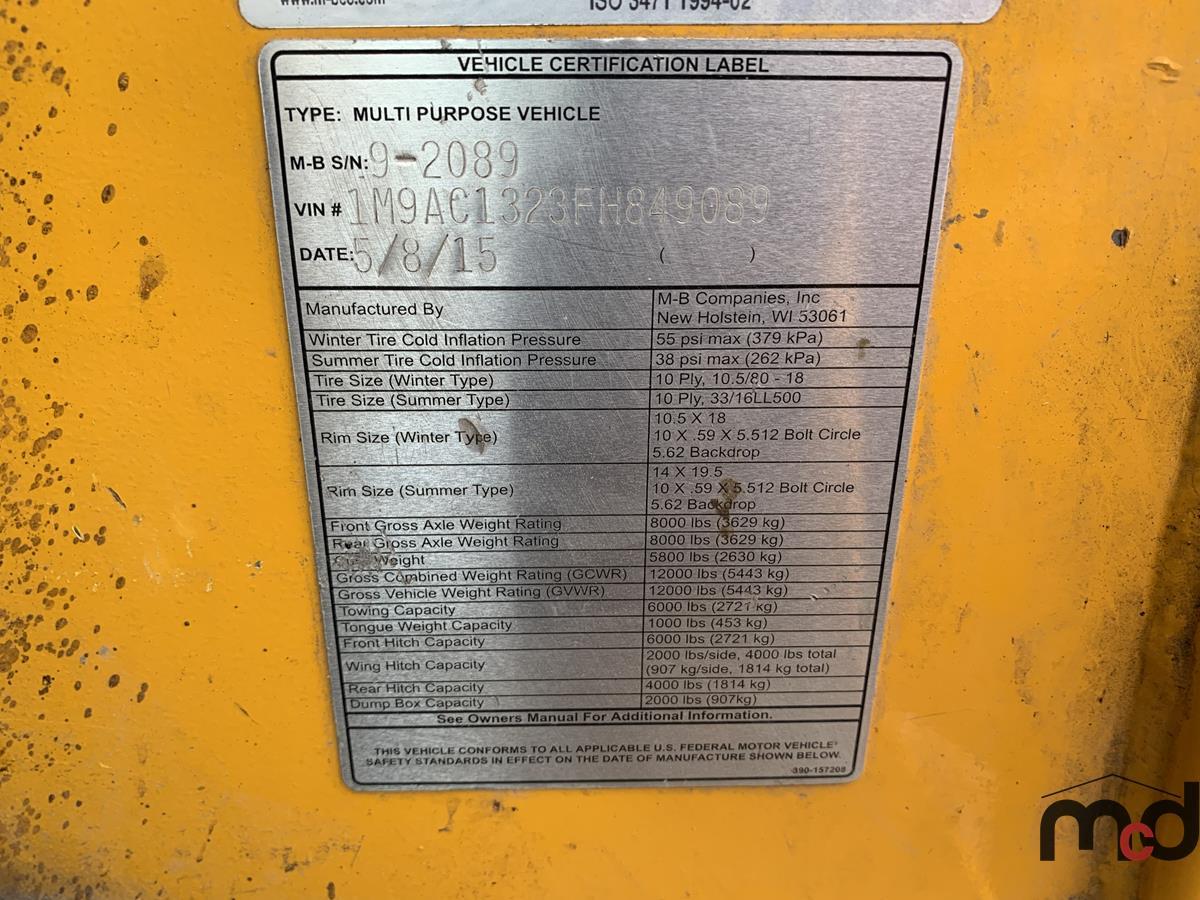 ISO 3471 1994-02
VEHICLE CERTIFICATION LABEL
TYPE: MULTI PURPOSE VEHICLE
M-B S/N: 9-2089
VIN # 1M9AC1323FH849089
DATE: 5/8/15 ( )
Manufactured By M-B Companies, Inc
New Holstein, WI 53061
Winter Tire Cold Inflation Pressure 55 psi max (379 kPa)
Summer Tire Cold Inflation Pressure 38 psi max (262 kPa)
Tire Size (Winter Type) 10 Ply, 10.5/80 - 18
Tire Size (Summer Type) 10 Ply, 33/16LL500
Rim Size (Winter Type) 10.5 X 18
10 X .59 X 5.512 Bolt Circle
5.62 Backdrop
Rim Size (Summer Type) 14 X 19.5
10 X .59 X 5.512 Bolt Circle
5.62 Backdrop
Front Gross Axle Weight Rating 8000 lbs (3629 kg)
Rear Gross Axle Weight Rating 8000 lbs (3629 kg)
Weight 5800 lbs (2630 kg)
Gross Combined Weight Rating (GCWR) 12000 lbs (5443 kg)
Gross Vehicle Weight Rating (GVWR) 12000 lbs (5443 kg)
Towing Capacity 6000 lbs (2721 kg)
Tongue Weight Capacity 1000 lbs (453 kg)
Front Hitch Capacity 6000 lbs (2721 kg)
Wing Hitch Capacity 2000 lbs/side, 4000 lbs total
(907 kg/side, 1814 kg total)
Rear Hitch Capacity 4000 lbs (1814 kg)
Dump Box Capacity 2000 lbs (907kg)
See Owners Manual For Additional Information.
THIS VEHICLE CONFORMS TO ALL APPLICABLE U.S. FEDERAL MOTOR VEHICLE
SAFETY STANDARDS IN EFFECT ON THE DATE OF MANUFACTURE SHOWN BELOW.
390-157208
mcd